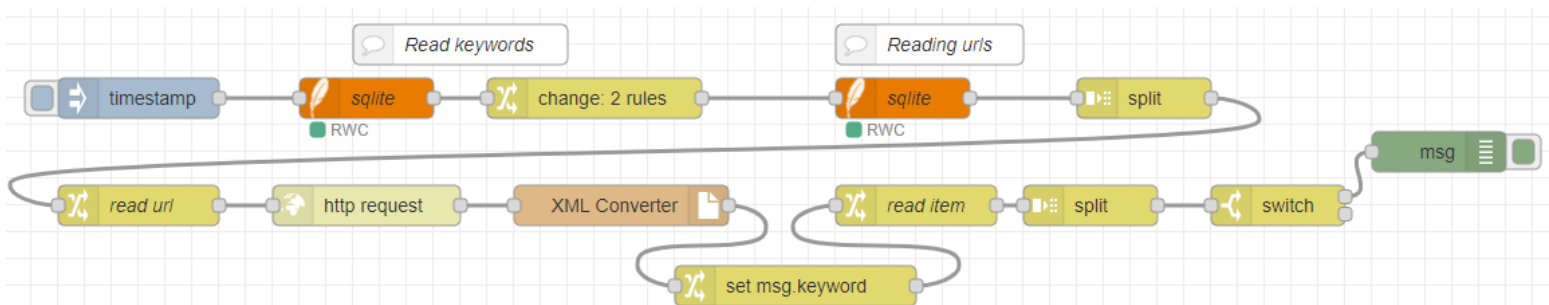 Read keywords
Reading urls
timestamp
sqlite
change: 2 rules
sqlite
split
RWC
RWC
msg
read url
http request
XML Converter
read item
split
switch
set msg.keyword